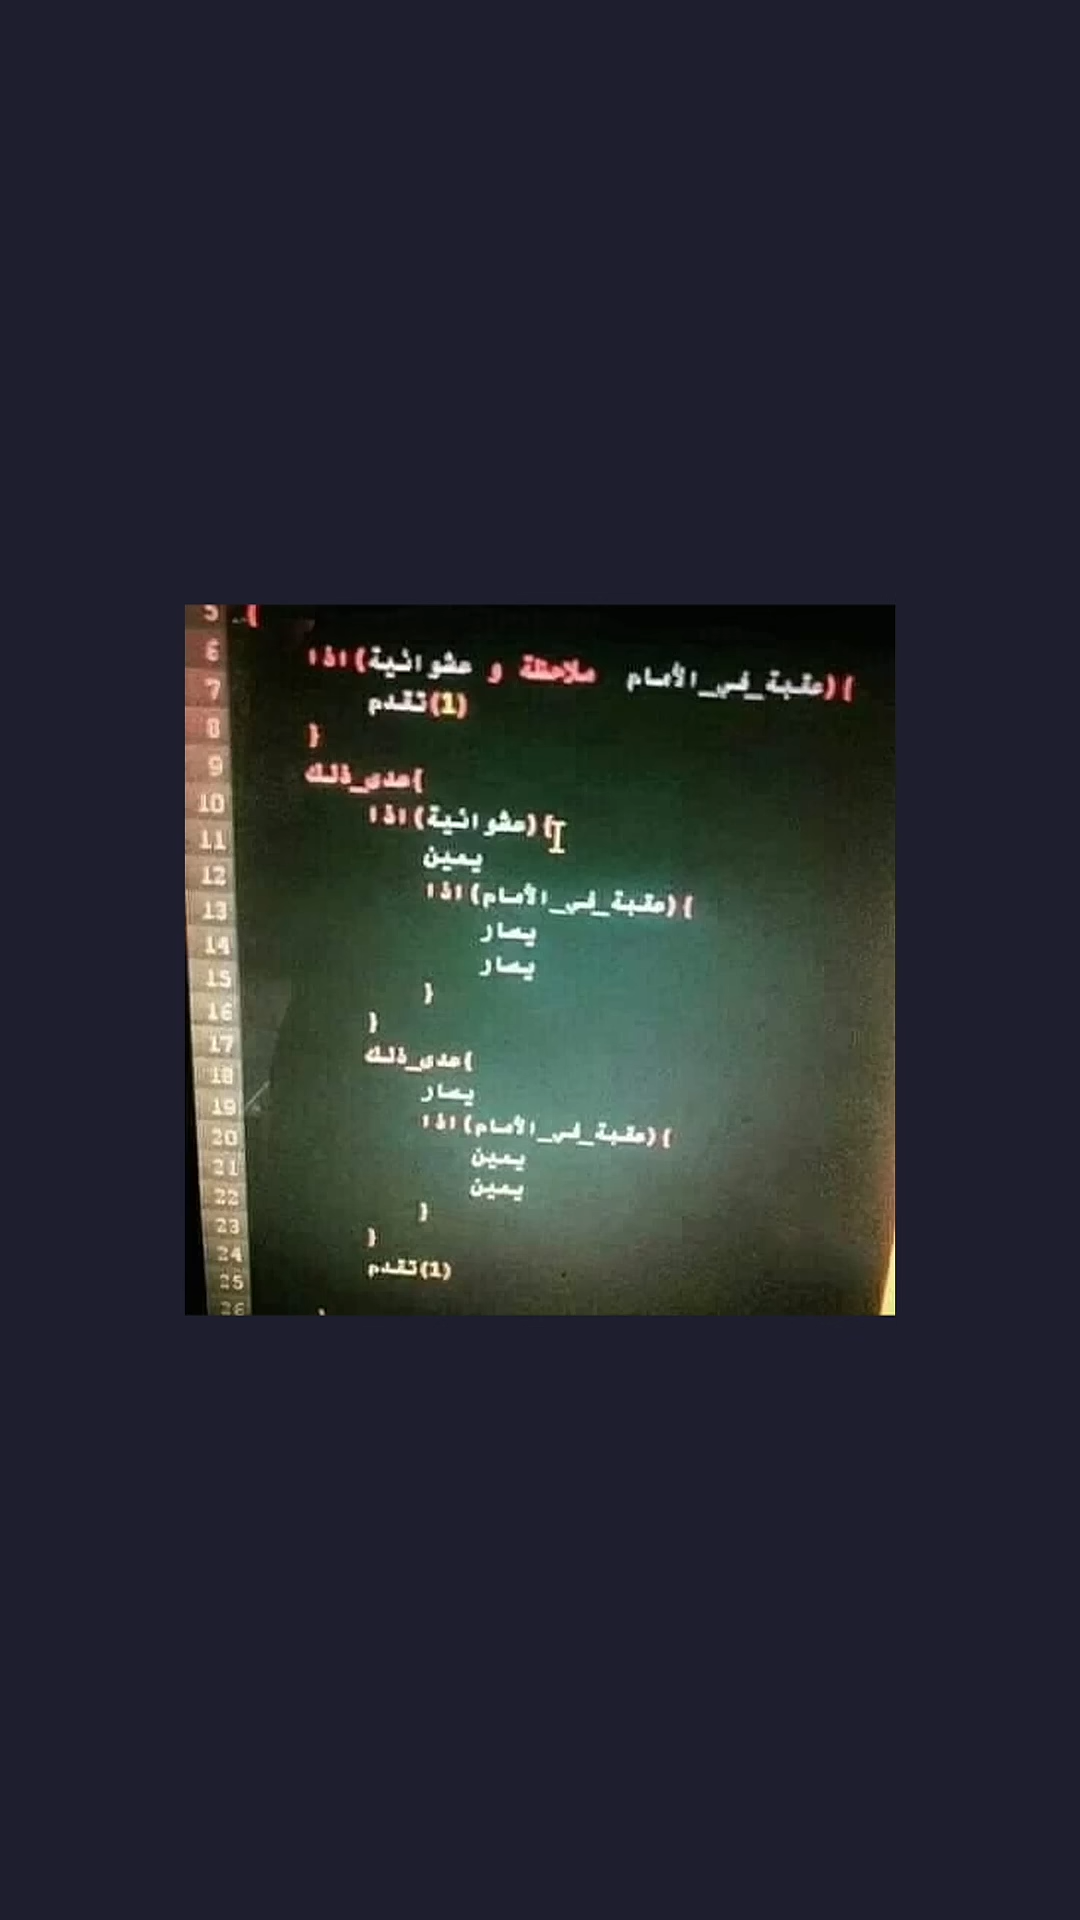 5 {
6 اذا(عشوائية و ملاحظة عقبة_في_الأمام){
7 تقدم(1)
8 }
9 عدى_ذلك{
10 اذا(عشوائية){
11 يمين
12 اذا(عقبة_في_الأمام){
13 يسار
14 يسار
15 }
16 }
17 عدى_ذلك{
18 يسار
19 اذا(عقبة_في_الأمام){
20 يمين
21 يمين
22 }
23 }
24 تقدم(1)
25
26